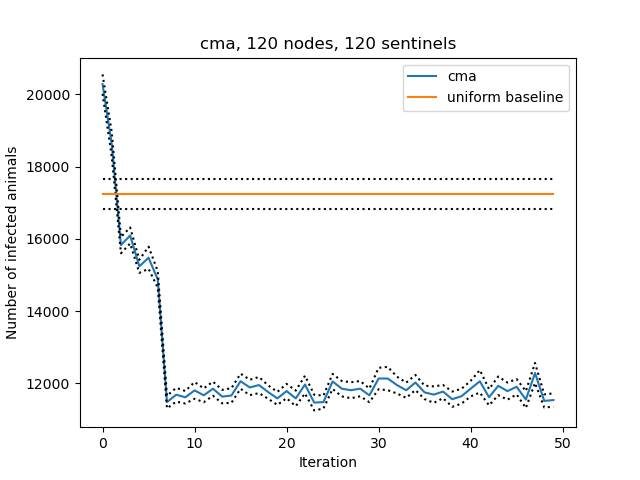 cma, 120 nodes, 120 sentinels
cma
uniform baseline
Number of infected animals
20000
18000
16000
14000
12000
0 10 20 30 40 50
Iteration